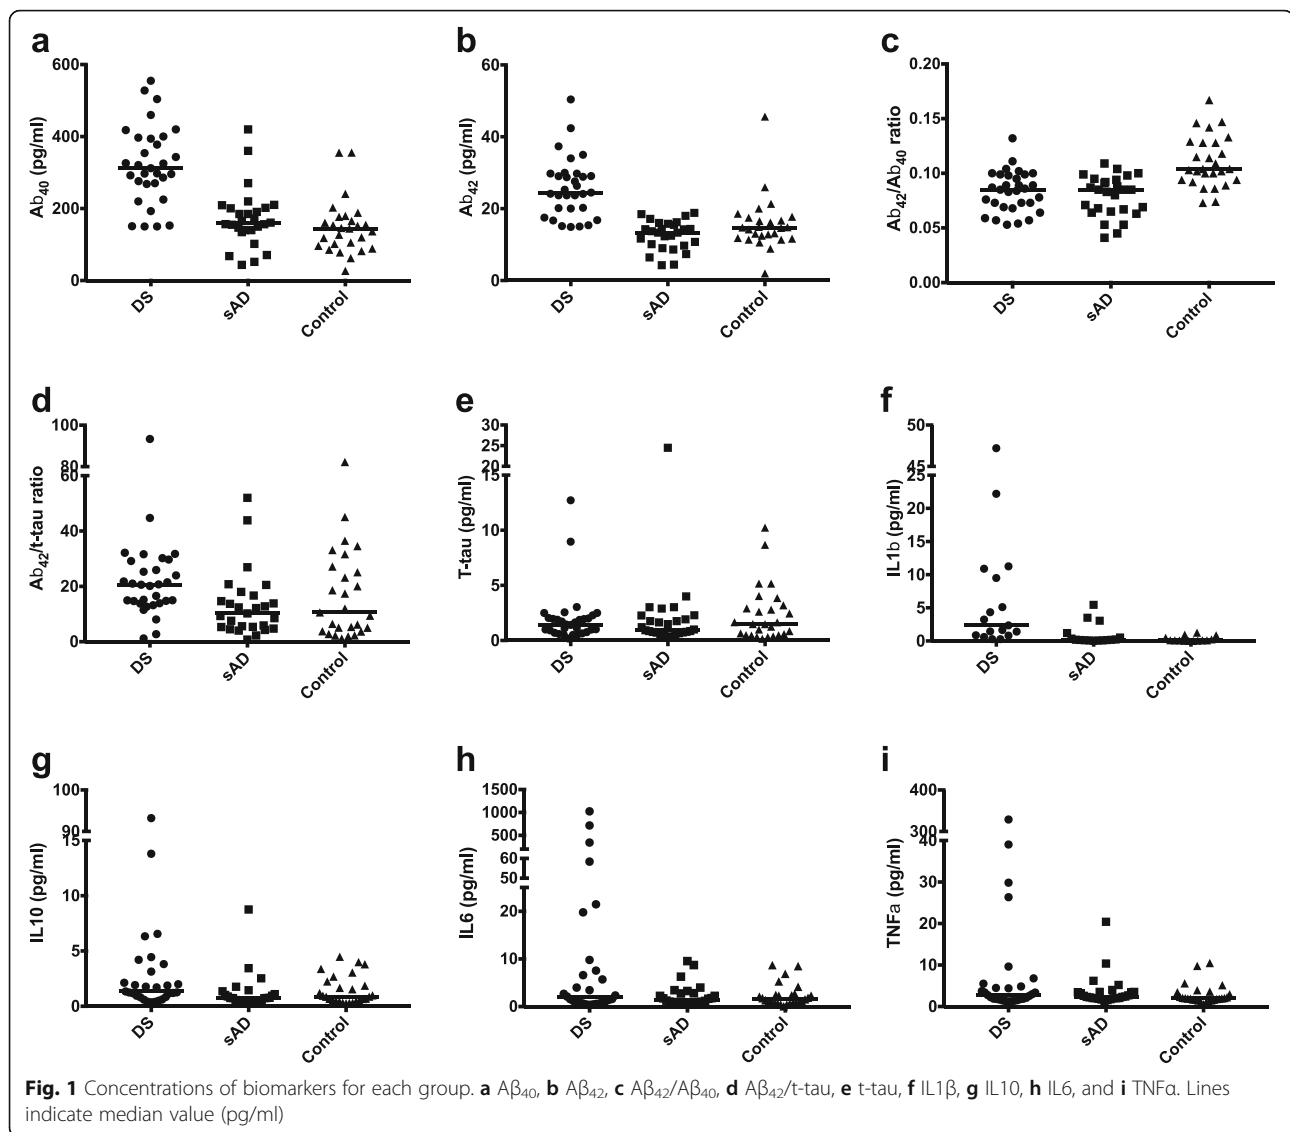 a
Ab40 (pg/ml)
600
400
200
0
DS
sAD
Control
b
Ab42 (pg/ml)
60
40
20
0
DS
sAD
Control
c
Ab42/Ab40 ratio
0.20
0.15
0.10
0.05
0.00
DS
sAD
Control
d
Ab42/t-tau ratio
100
80
60
40
20
0
DS
sAD
Control
e
T-tau (pg/ml)
30
25
20
15
10
5
0
DS
sAD
Control
f
IL1b (pg/ml)
50
45
25
20
15
10
5
0
DS
sAD
Control
g
IL10 (pg/ml)
100
90
15
10
5
0
DS
sAD
Control
h
IL6 (pg/ml)
1500
1000
500
60
50
20
10
0
DS
sAD
Control
i
TNFa (pg/ml)
400
300
40
30
20
10
0
DS
sAD
Control
Fig. 1 Concentrations of biomarkers for each group. a Aβ40, b Aβ42, c Aβ42/Aβ40, d Aβ42/t-tau, e t-tau, f IL1β, g IL10, h IL6, and i TNFα. Lines
indicate median value (pg/ml)